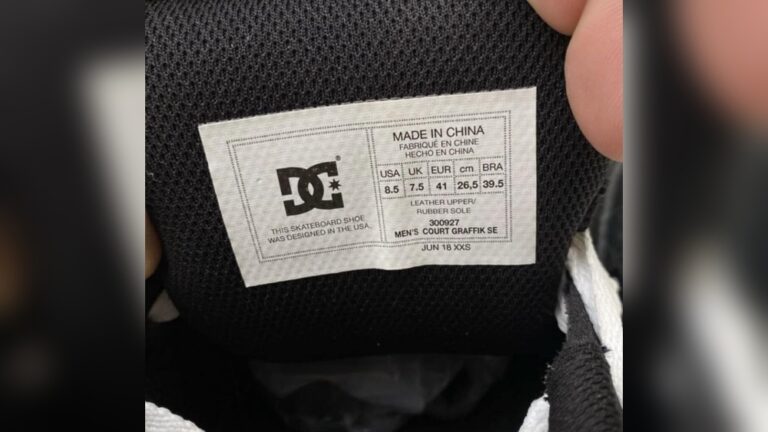 DC®
THIS SKATEBOARD SHOE
WAS DESIGNED IN THE USA.
MADE IN CHINA
FABRIQUÉ EN CHINE
HECHO EN CHINA
USA UK EUR cm BRA
8.5 7.5 41 26,5 39.5
LEATHER UPPER/
RUBBER SOLE
300927
MEN'S COURT GRAFFIK SE
JUN 18 XXS